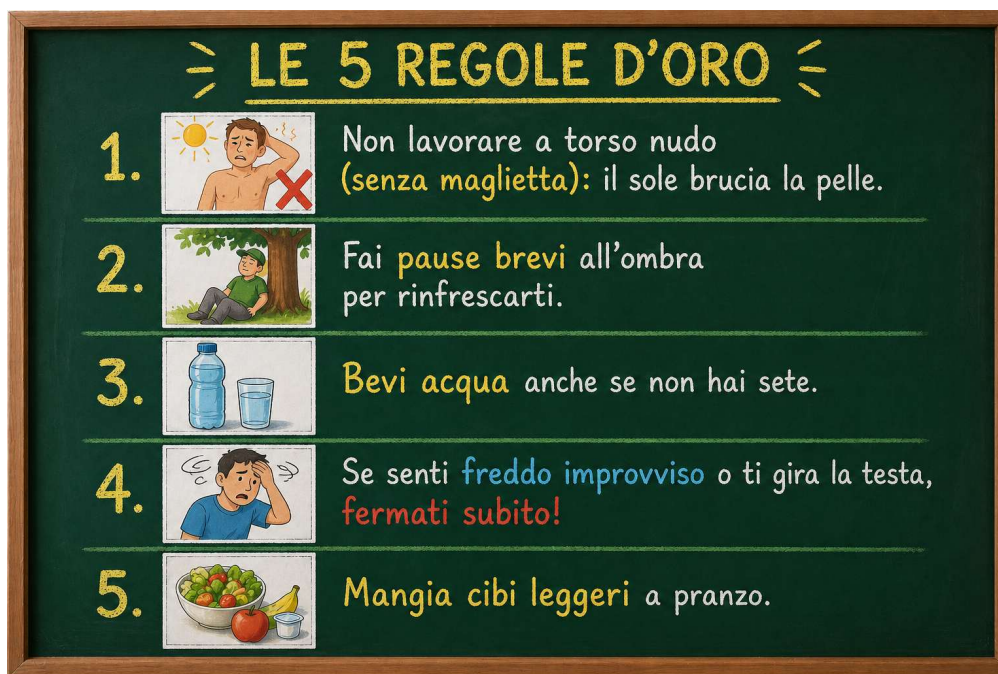 LE 5 REGOLE D'ORO
1. Non lavorare a torso nudo
(senza maglietta): il sole brucia la pelle.
2. Fai pause brevi all'ombra
per rinfrescarti.
3. Bevi acqua anche se non hai sete.
4. Se senti freddo improvviso o ti gira la testa,
fermati subito!
5. Mangia cibi leggeri a pranzo.